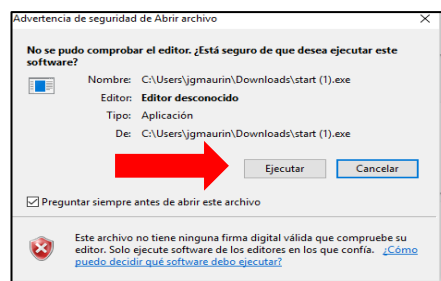 Advertencia de seguridad de Abrir archivo
No se pudo comprobar el editor. ¿Está seguro de que desea ejecutar este
software?
Nombre: C:\Users\jgmaurin\Downloads\start (1).exe
Editor: Editor desconocido
Tipo: Aplicación
De: C:\Users\jgmaurin\Downloads\start (1).exe
Ejecutar Cancelar
Preguntar siempre antes de abrir este archivo
Este archivo no tiene ninguna firma digital válida que compruebe su
editor. Solo ejecute software de los editores en los que confía. ¿Cómo
puedo decidir qué software debo ejecutar?